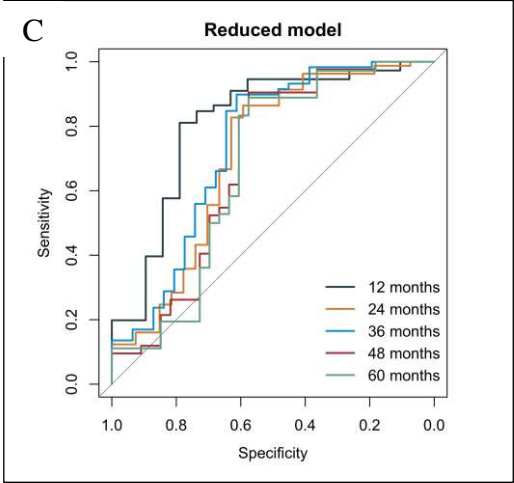 C
Reduced model
1.0
0.8
0.6
0.4
0.2
0.0
Sensitivity
12 months
24 months
36 months
48 months
60 months
1.0 0.8 0.6 0.4 0.2 0.0
Specificity